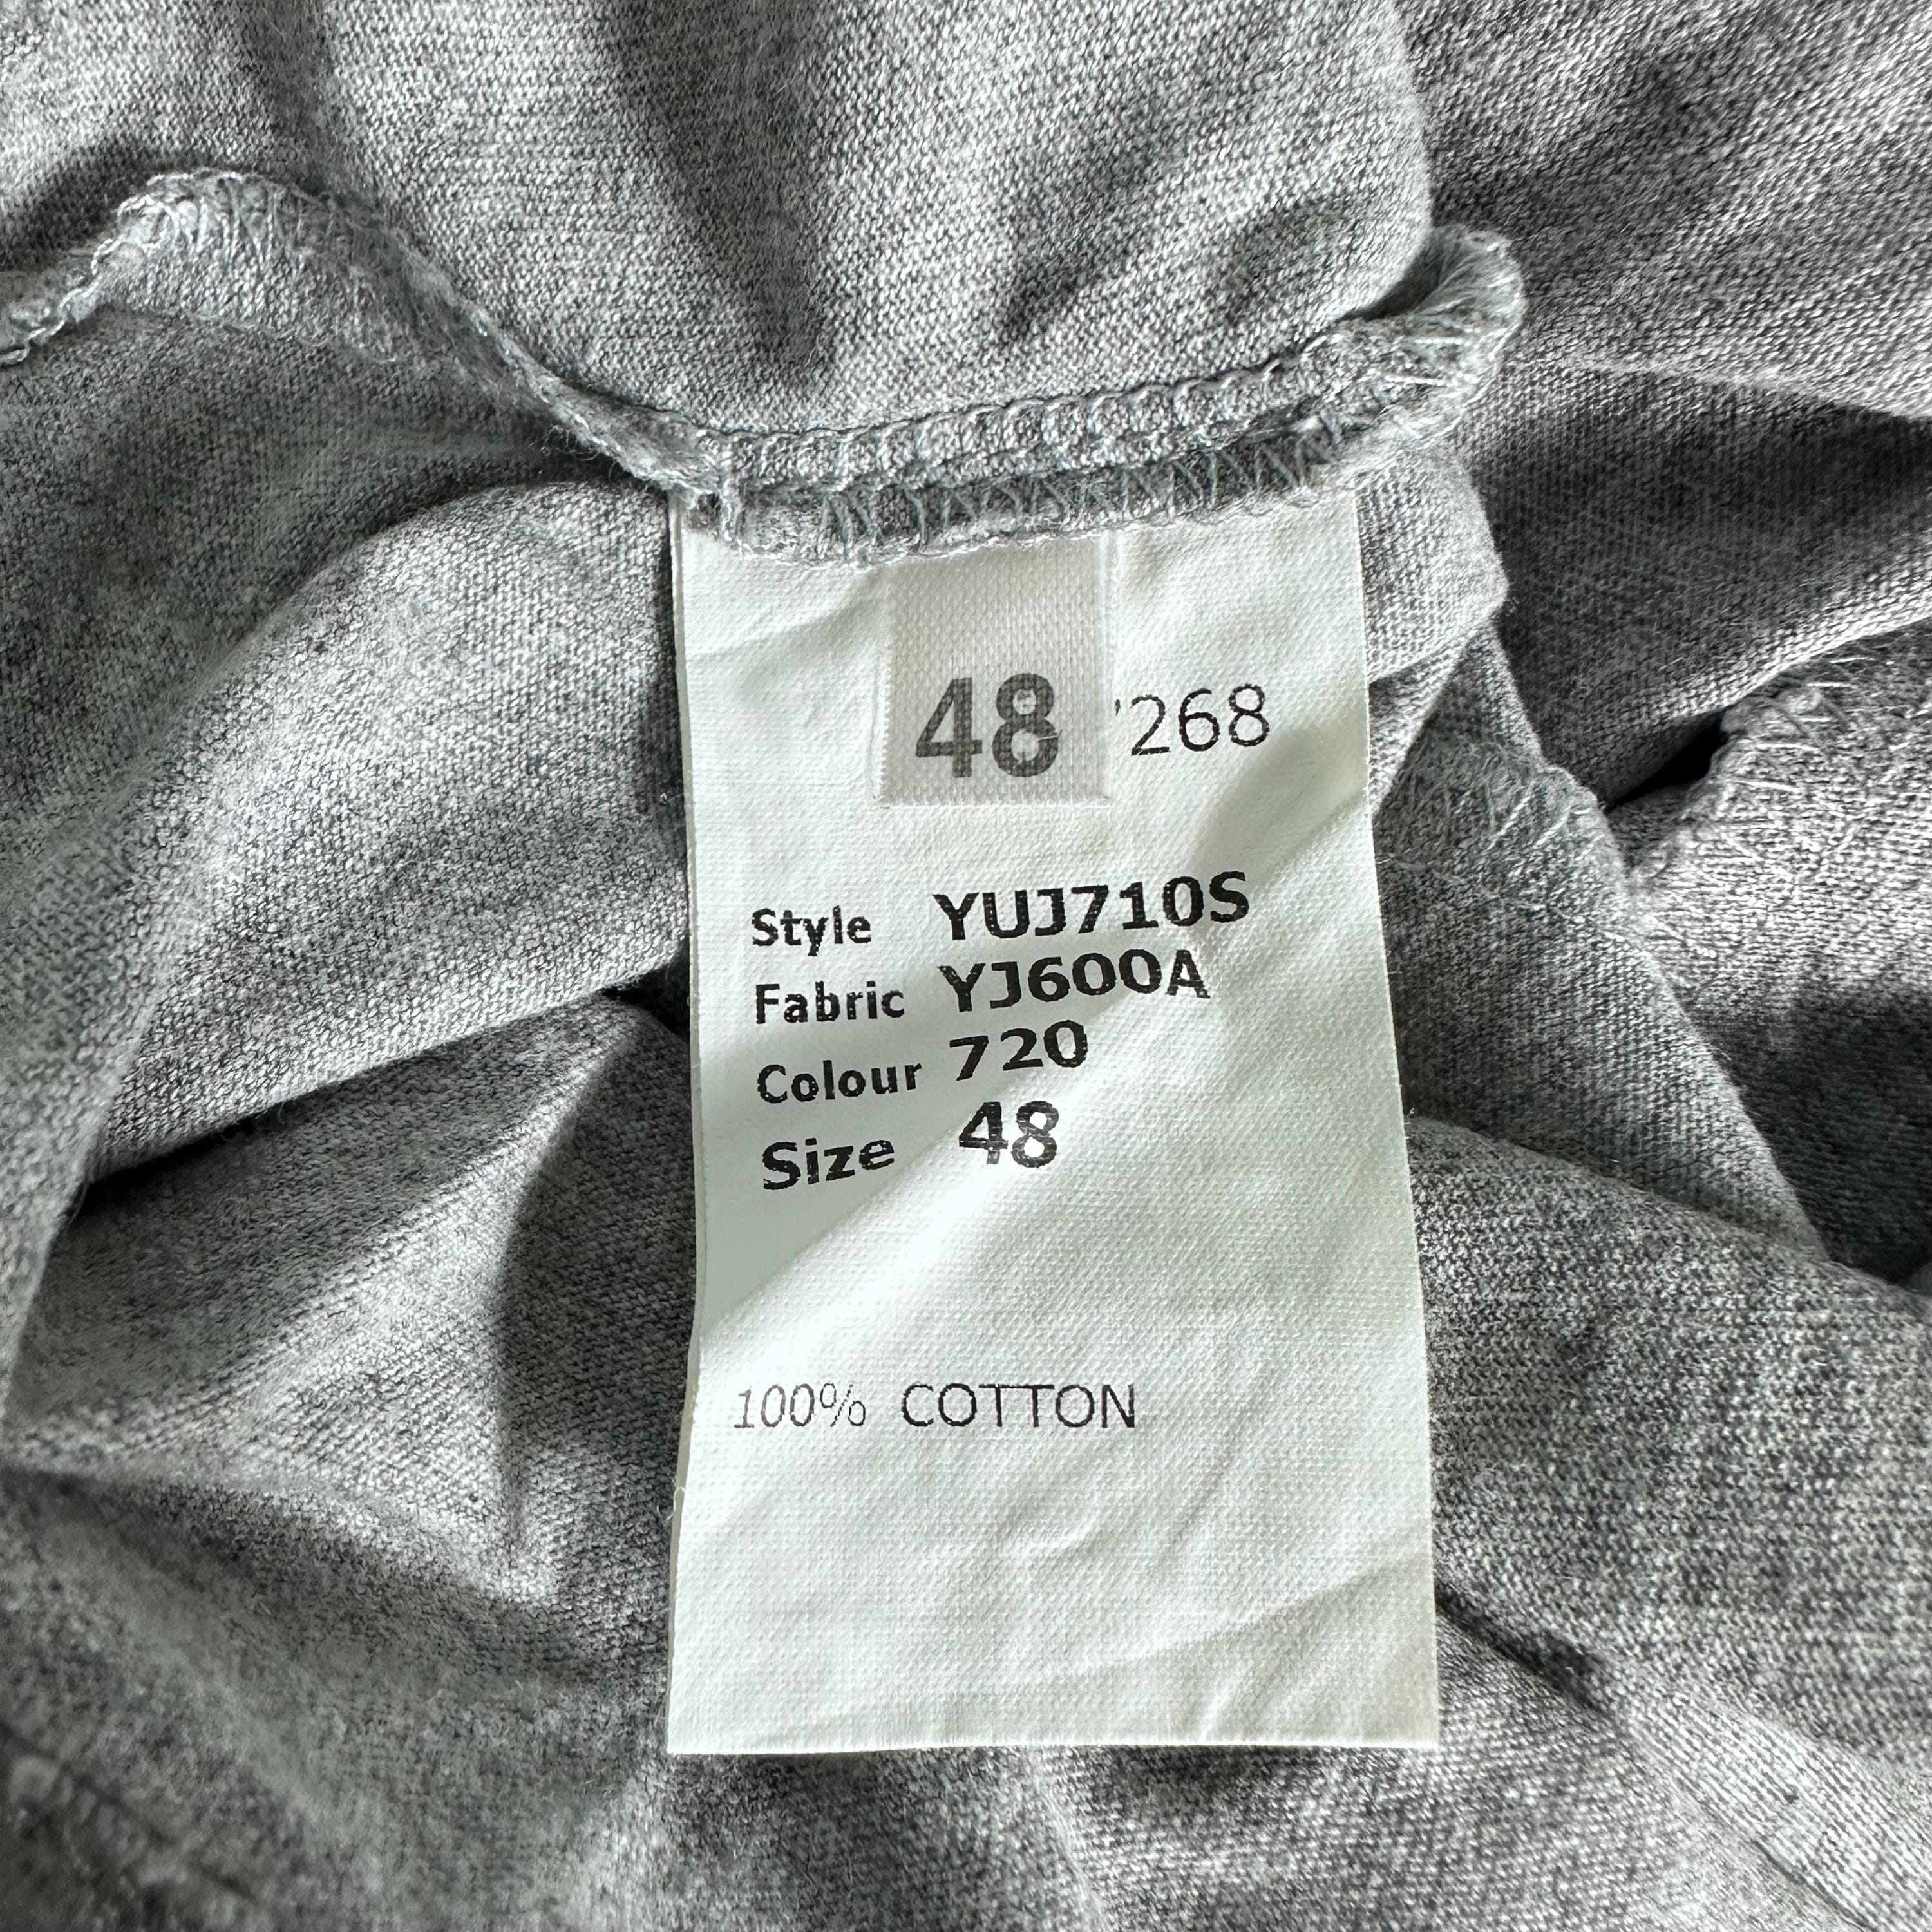 48 '268
Style YUJ710S
Fabric YJ600A
Colour 720
Size 48
100% COTTON